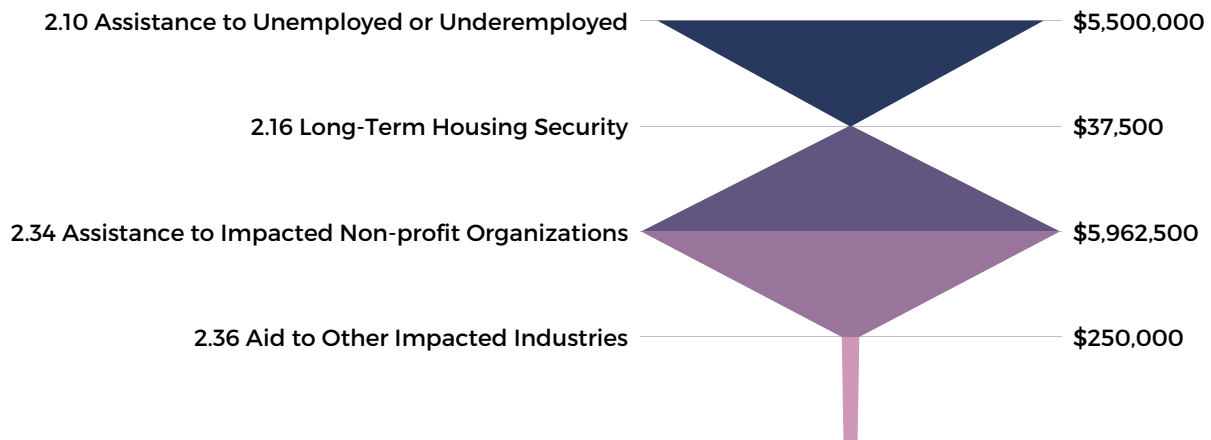 2.10 Assistance to Unemployed or Underemployed $5,500,000
2.16 Long-Term Housing Security $37,500
2.34 Assistance to Impacted Non-profit Organizations $5,962,500
2.36 Aid to Other Impacted Industries $250,000